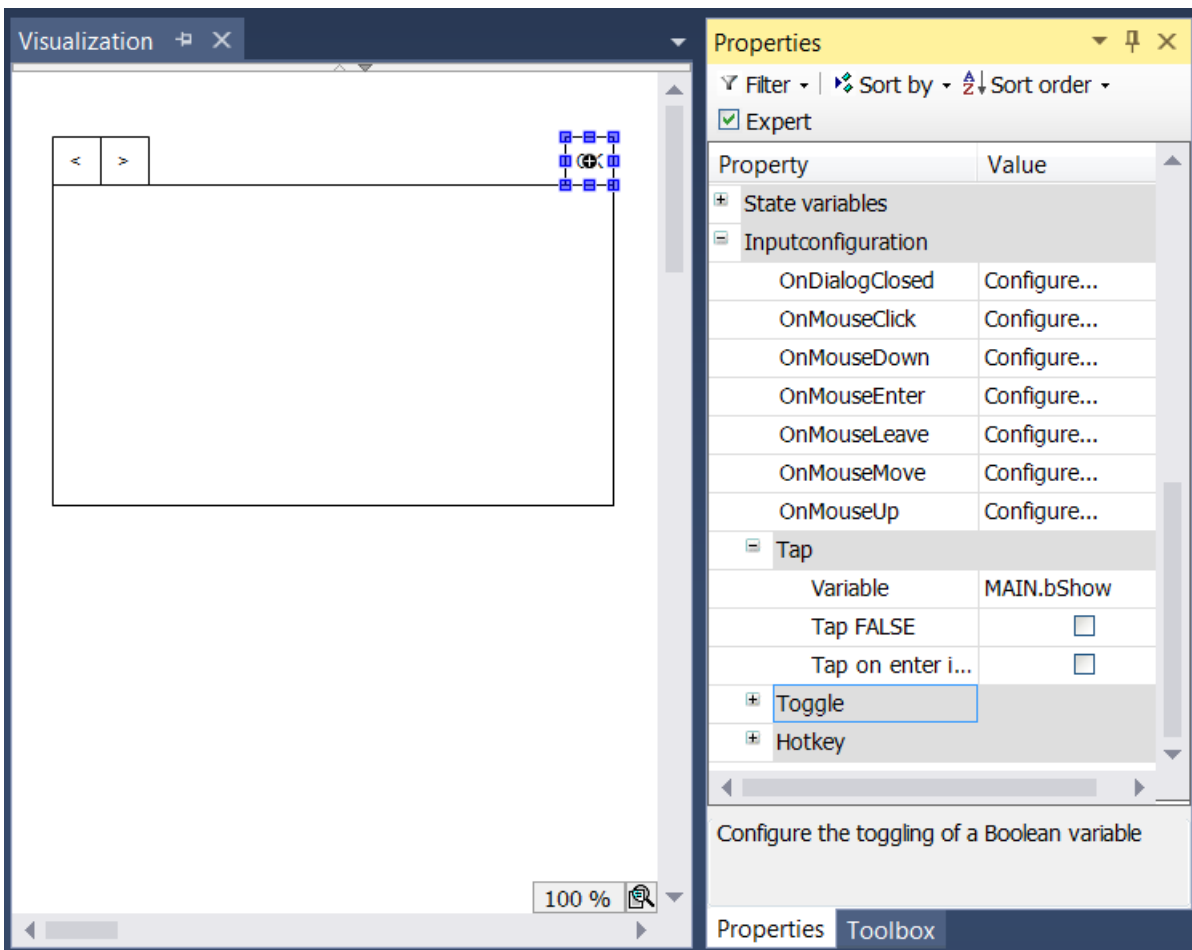 Visualization
< >
100 %
Properties
Filter Sort by Sort order
Expert
Property Value
State variables
Inputconfiguration
OnDialogClosed Configure...
OnMouseClick Configure...
OnMouseDown Configure...
OnMouseEnter Configure...
OnMouseLeave Configure...
OnMouseMove Configure...
OnMouseUp Configure...
Tap
Variable MAIN.bShow
Tap FALSE
Tap on enter i...
Toggle
Hotkey
Configure the toggling of a Boolean variable
Properties Toolbox